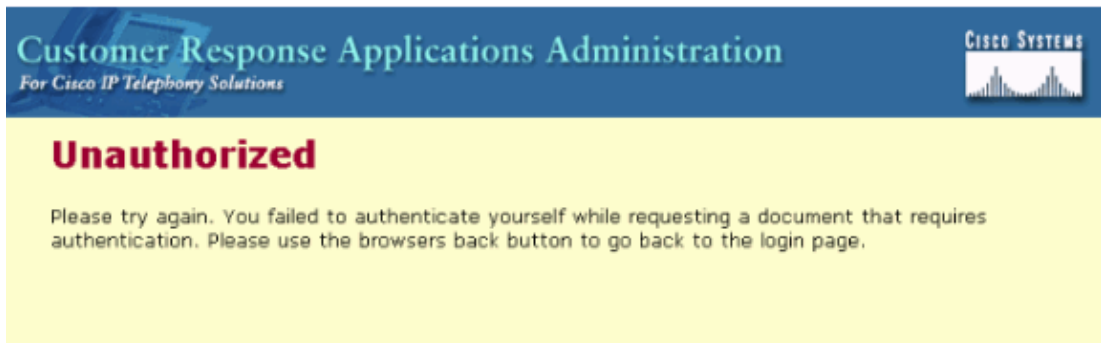 Customer Response Applications Administration
For Cisco IP Telephony Solutions
CISCO SYSTEMS
Unauthorized
Please try again. You failed to authenticate yourself while requesting a document that requires
authentication. Please use the browsers back button to go back to the login page.